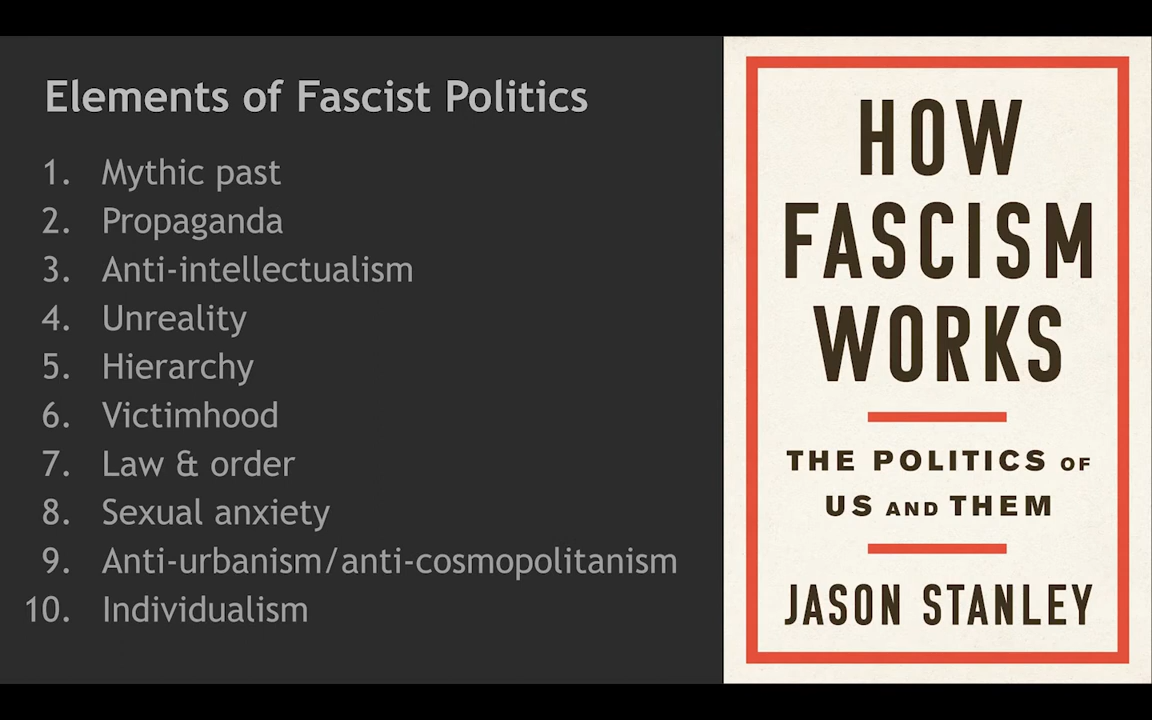 Elements of Fascist Politics
1. Mythic past
2. Propaganda
3. Anti-intellectualism
4. Unreality
5. Hierarchy
6. Victimhood
7. Law & order
8. Sexual anxiety
9. Anti-urbanism/anti-cosmopolitanism
10. Individualism
HOW
FASCISM
WORKS
THE POLITICS OF
US AND THEM
JASON STANLEY